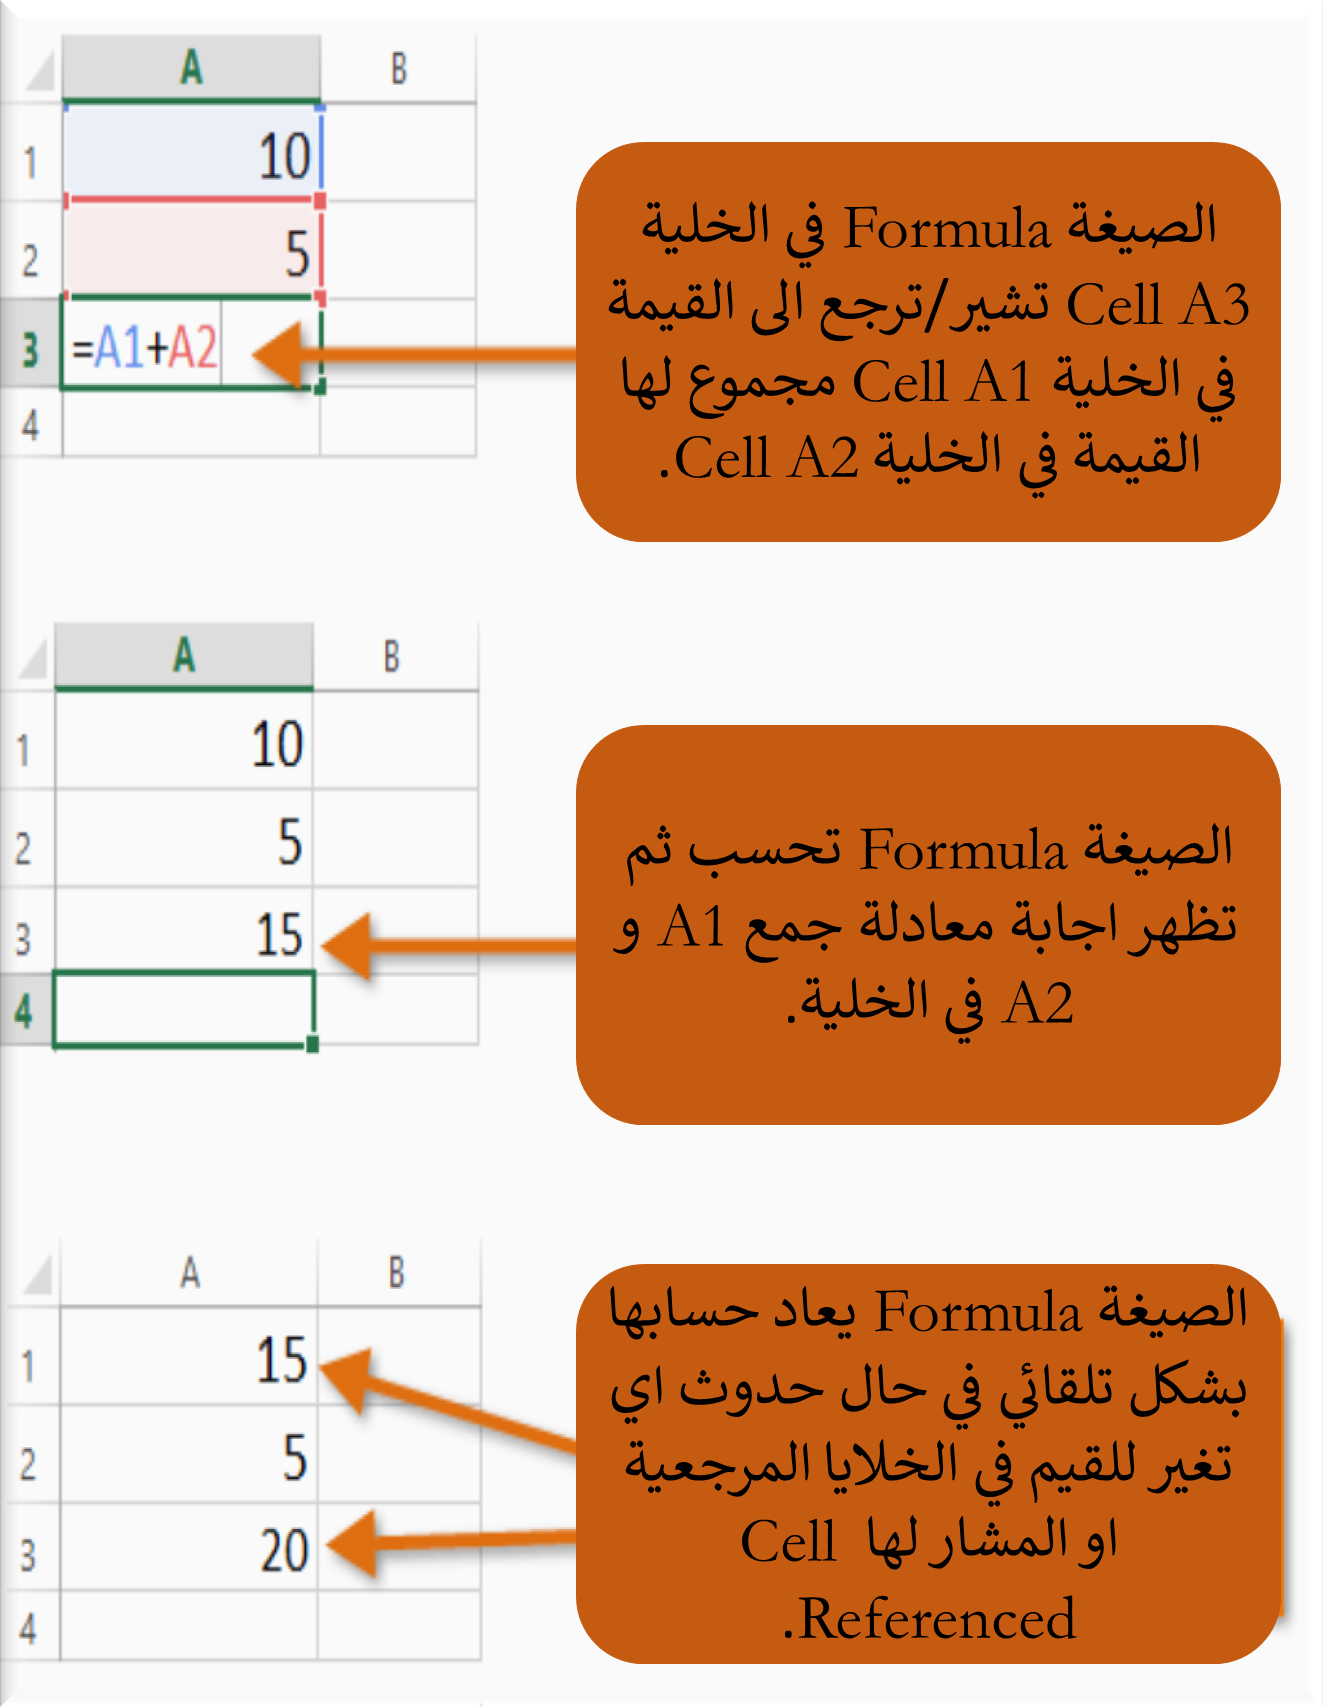 A B
1 10
2 5
3 =A1+A2
4
الصيغة Formula في الخلية
Cell A3 تشير/ترجع الى القيمة
في الخلية Cell A1 مجموع لها
القيمة في الخلية Cell A2.
A B
1 10
2 5
3 15
4
الصيغة Formula تحسب ثم
تظهر اجابة معادلة جمع A1 و
A2 في الخلية.
A B
1 15
2 5
3 20
4
الصيغة Formula يعاد حسابها
بشكل تلقائي في حال حدوث اي
تغير للقيم في الخلايا المرجعية
او المشار لها Cell
Referenced.